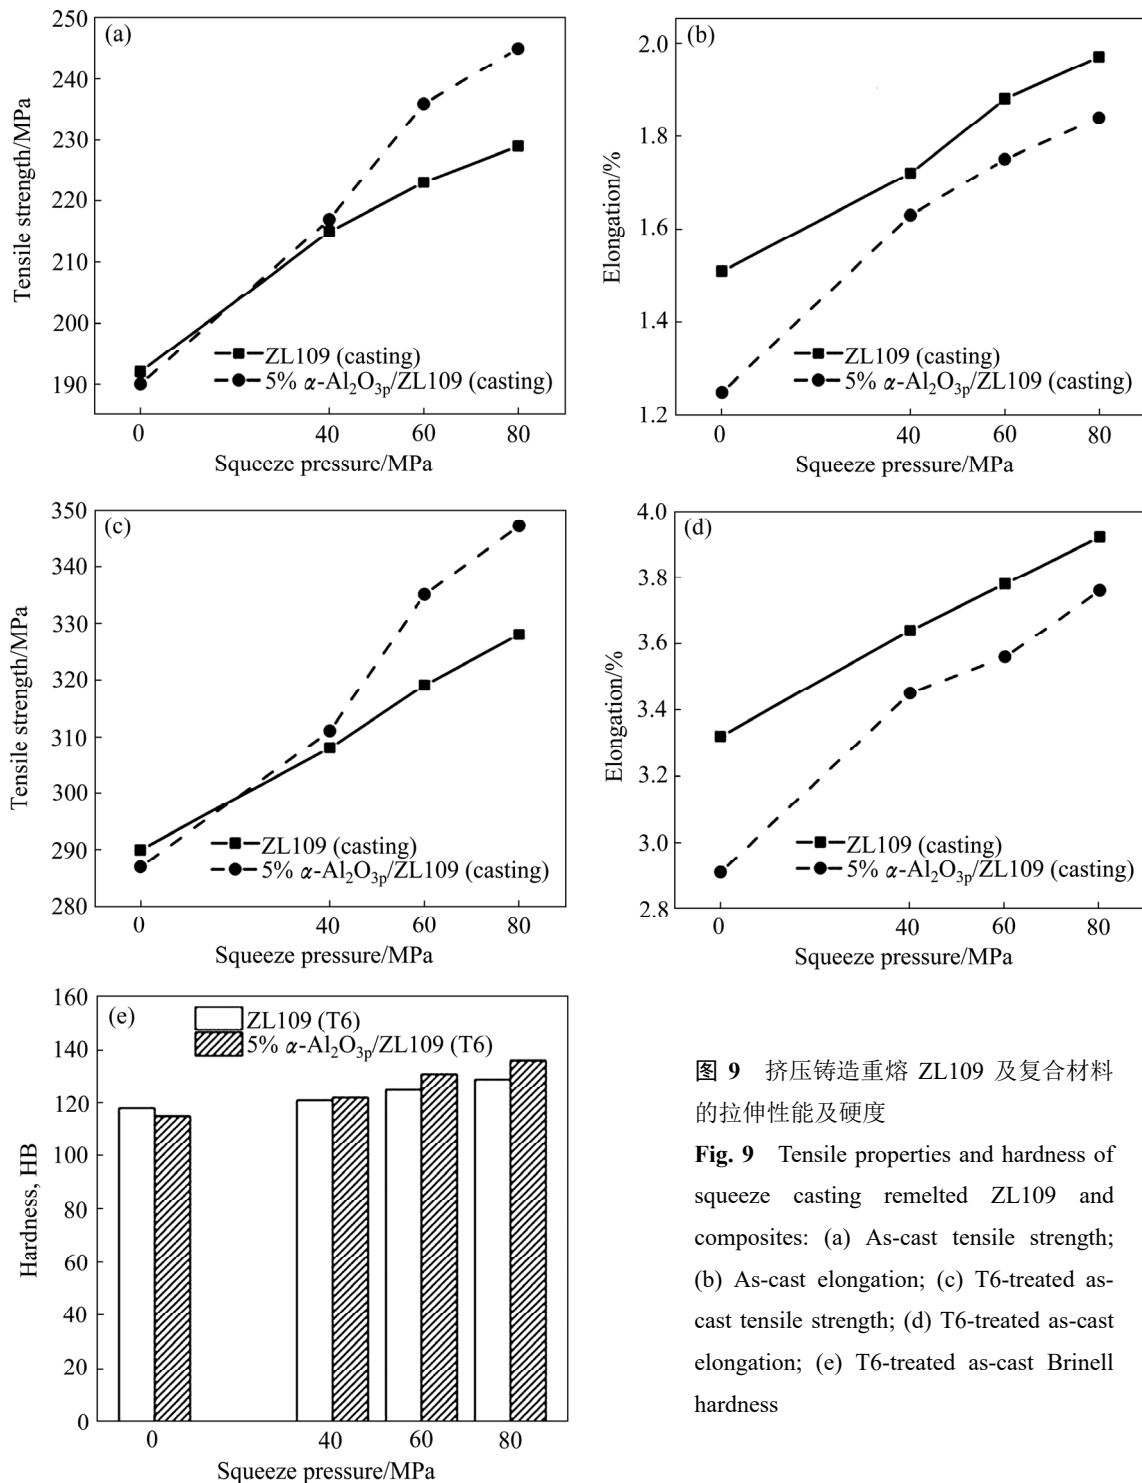 (a)
250
240
230
220
210
200
190
Tensile strength/MPa
ZL109 (casting)
5% α-Al₂O₃ₚ/ZL109 (casting)
0 40 60 80
Squeeze pressure/MPa
(b)
2.0
1.8
1.6
1.4
1.2
Elongation/%
ZL109 (casting)
5% α-Al₂O₃ₚ/ZL109 (casting)
0 40 60 80
Squeeze pressure/MPa
(c)
350
340
330
320
310
300
290
280
Tensile strength/MPa
ZL109 (casting)
5% α-Al₂O₃ₚ/ZL109 (casting)
0 40 60 80
Squeeze pressure/MPa
(d)
4.0
3.8
3.6
3.4
3.2
3.0
2.8
Elongation/%
ZL109 (casting)
5% α-Al₂O₃ₚ/ZL109 (casting)
0 40 60 80
Squeeze pressure/MPa
(e)
160
140
120
100
80
60
40
20
0
Hardness, HB
ZL109 (T6)
5% α-Al₂O₃ₚ/ZL109 (T6)
0 40 60 80
Squeeze pressure/MPa
图 9 挤压铸造重熔 ZL109 及复合材料
的拉伸性能及硬度
Fig. 9 Tensile properties and hardness of
squeeze casting remelted ZL109 and
composites: (a) As-cast tensile strength;
(b) As-cast elongation; (c) T6-treated as-
cast tensile strength; (d) T6-treated as-cast
elongation; (e) T6-treated as-cast Brinell
hardness